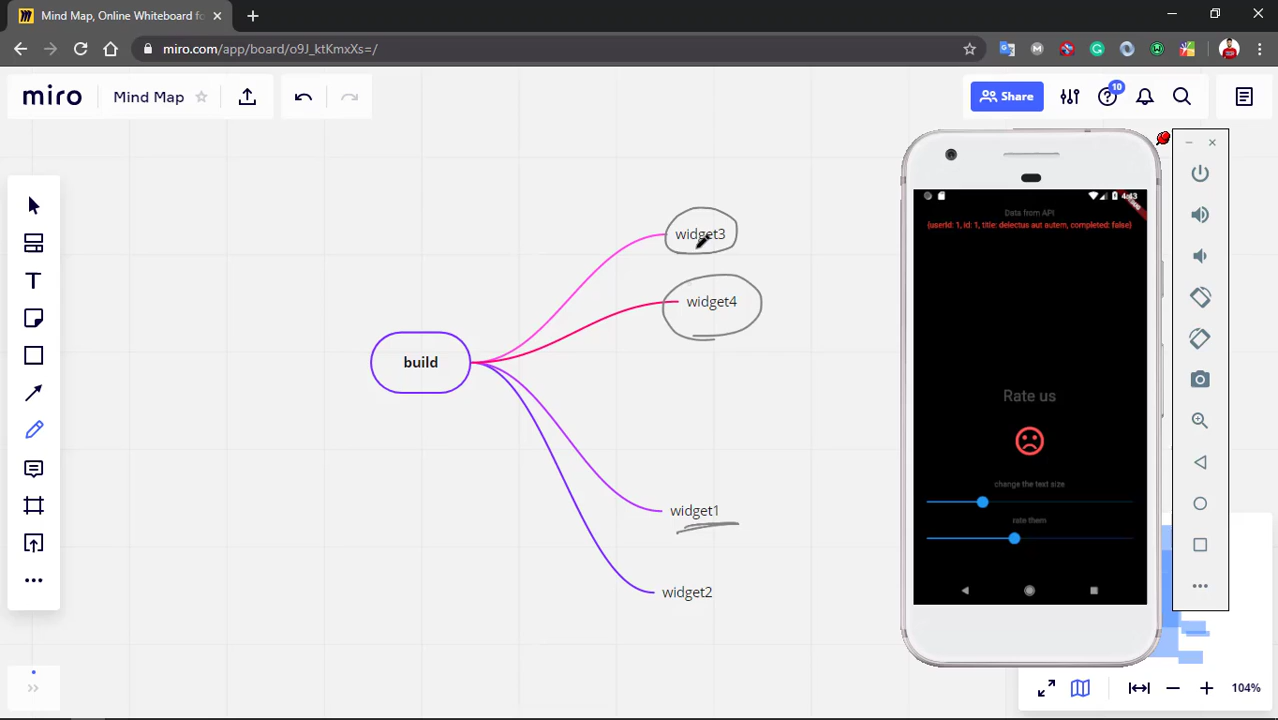 Mind Map, Online Whiteboard fo
miro.com/app/board/o9J_ktKmxXs=/
miro
Mind Map
Share
10
4:43
Data from API
{userId: 1, id: 1, title: delectus aut autem, completed: false}
widget3
widget4
build
Rate us
change the text size
widget1
rate them
widget2
104%